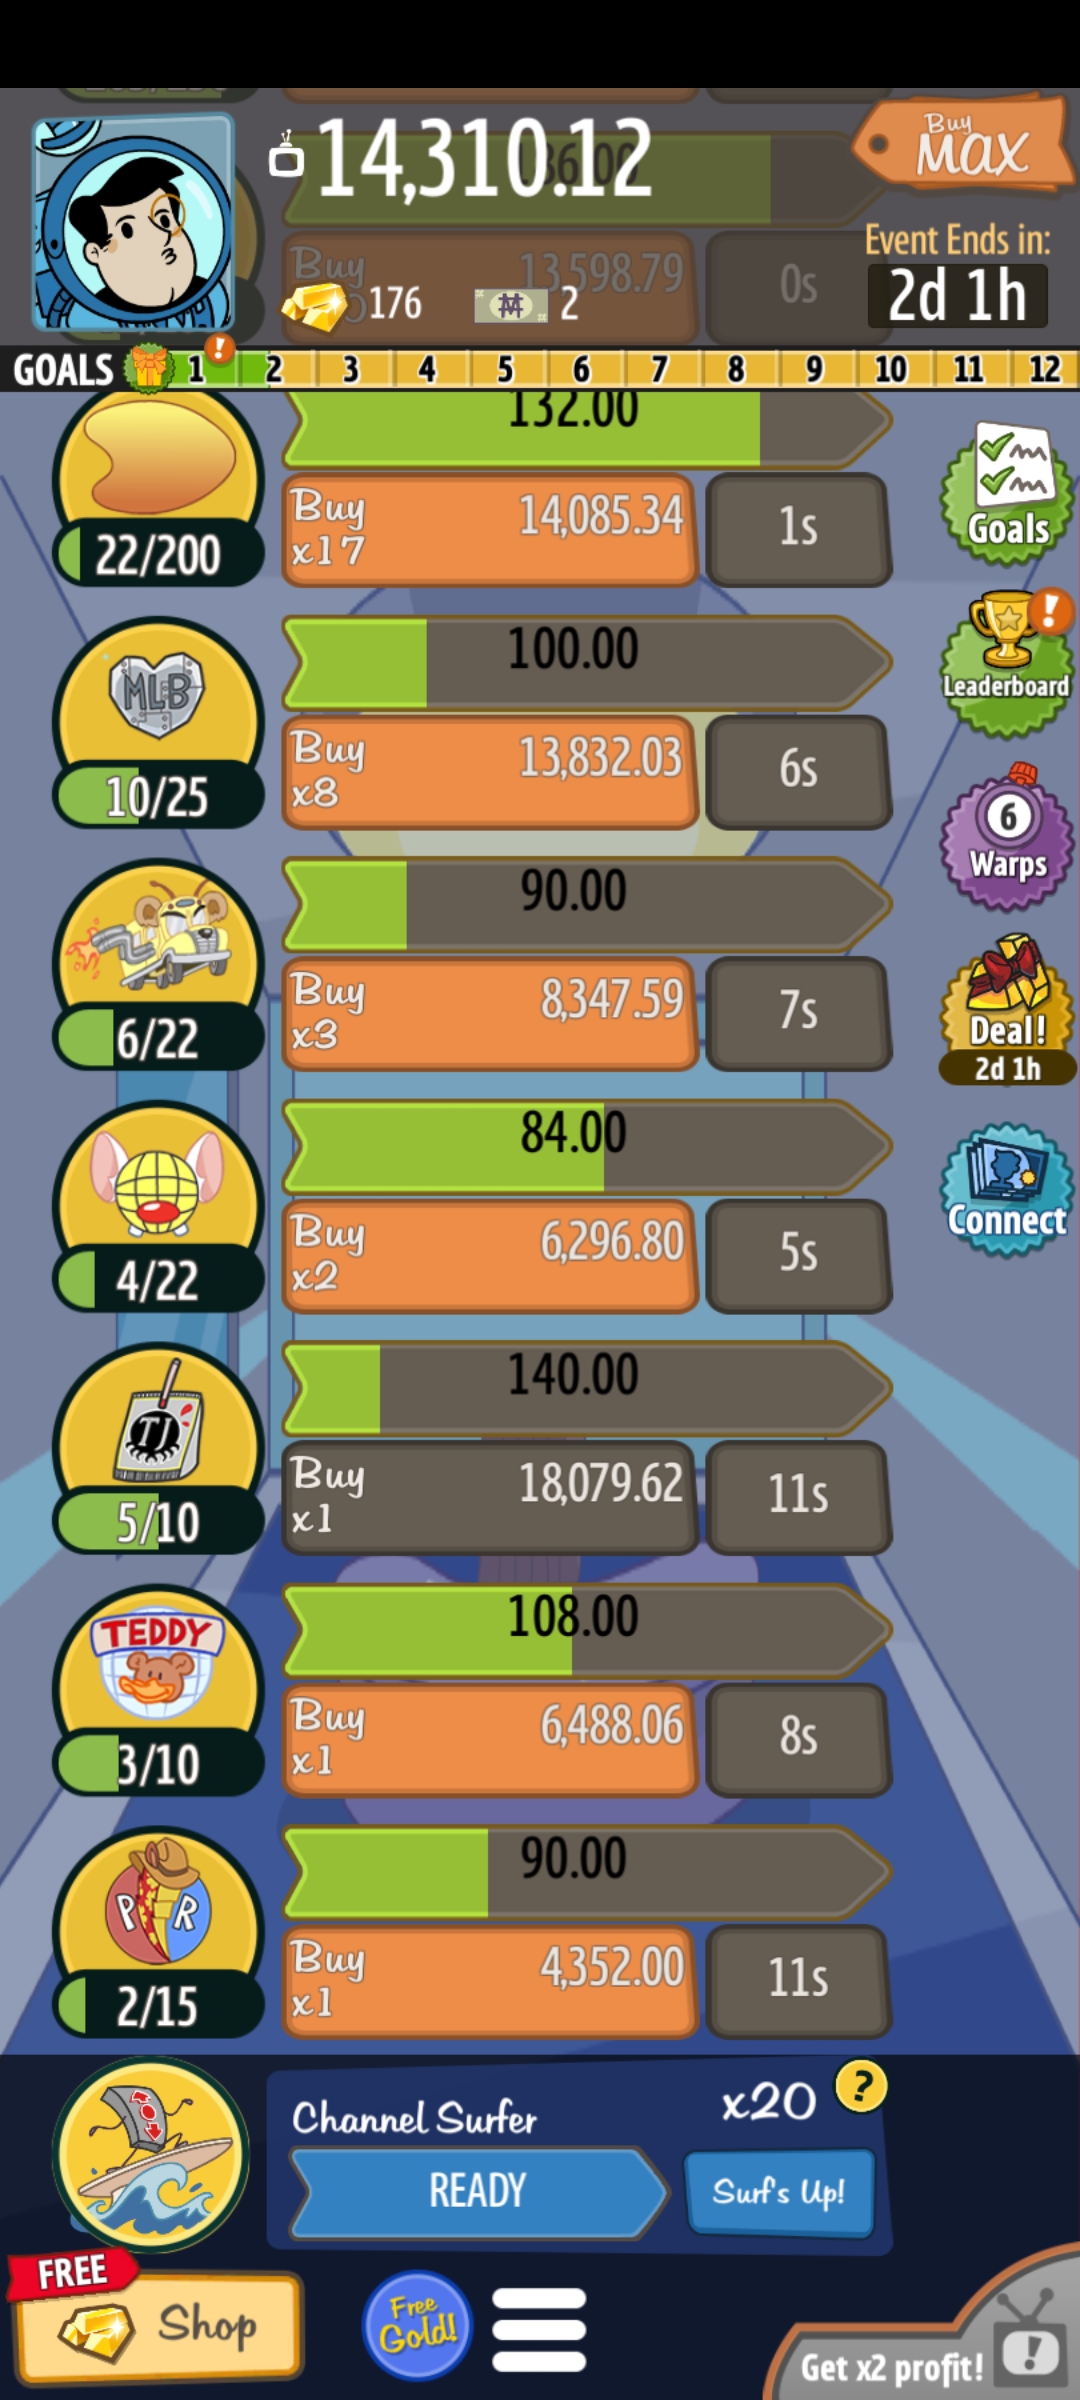 14,310.12
Buy
MAX
136.00
Buy
13,598.79
0s
176
2
Event Ends in:
2d 1h
GOALS 1 ! 2 3 4 5 6 7 8 9 10 11 12
132.00
22/200
Buy
x17
14,085.34
1s
Goals
MLB
10/25
100.00
Buy
x8
13,832.03
6s
!
Leaderboard
6
Warps
6/22
90.00
Buy
x3
8,347.59
7s
Deal!
2d 1h
4/22
84.00
Buy
x2
6,296.80
5s
Connect
TJ
5/10
140.00
Buy
x1
18,079.62
11s
TEDDY
3/10
108.00
Buy
x1
6,488.06
8s
P R
2/15
90.00
Buy
x1
4,352.00
11s
Channel Surfer
x20
?
READY
Surf's Up!
FREE
Shop
Free
Gold!
Get x2 profit!
!